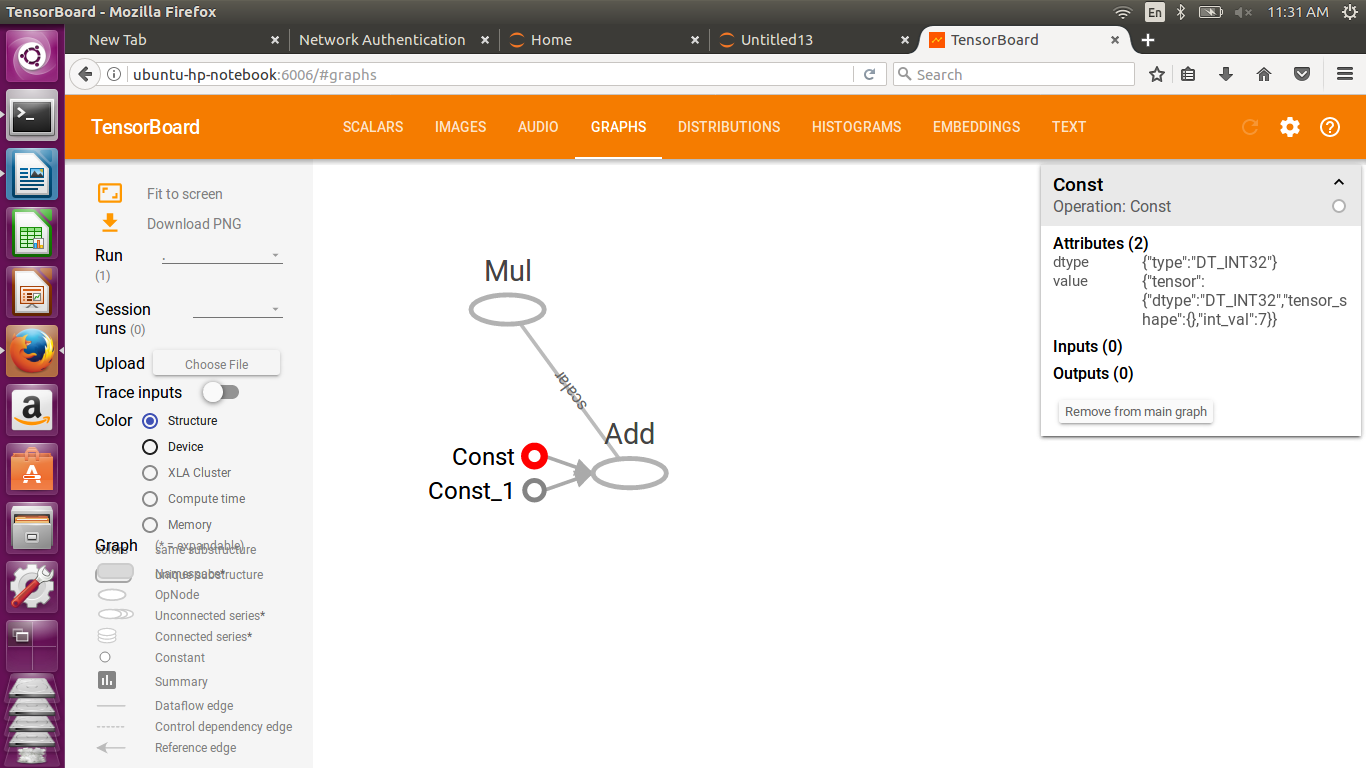 TensorBoard - Mozilla Firefox
En
11:31 AM
New Tab
Network Authentication
Home
Untitled13
TensorBoard
ubuntu-hp-notebook:6006/#graphs
Search
TensorBoard
SCALARS
IMAGES
AUDIO
GRAPHS
DISTRIBUTIONS
HISTOGRAMS
EMBEDDINGS
TEXT
Fit to screen
Download PNG
Run
(1)
.
Session
runs (0)
Upload
Choose File
Trace inputs
Color
Structure
Device
XLA Cluster
Compute time
Memory
Graph
(* = expandable)
colors
same substructure
Namespace*
unique substructure
OpNode
Unconnected series*
Connected series*
Constant
Summary
Dataflow edge
Control dependency edge
Reference edge
Mul
scalar
Add
Const
Const_1
Const
Operation: Const
Attributes (2)
dtype
{"type":"DT_INT32"}
value
{"tensor":
{"dtype":"DT_INT32","tensor_s
hape":{},"int_val":7}}
Inputs (0)
Outputs (0)
Remove from main graph